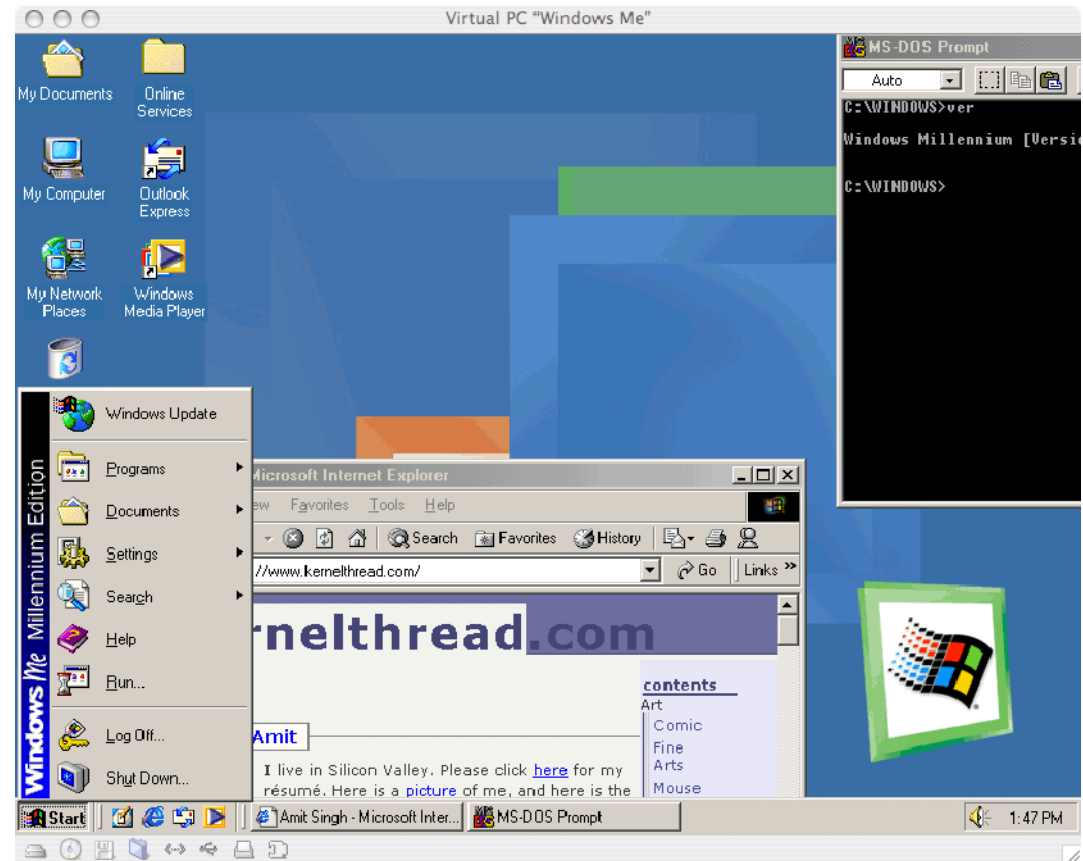 Virtual PC "Windows Me"
My Documents
Online
Services
My Computer
Outlook
Express
My Network
Places
Windows
Media Player
MS-DOS Prompt
Auto
C:\WINDOWS>ver
Windows Millennium [Versio
C:\WINDOWS>
Windows Me Millennium Edition
Windows Update
Programs
Documents
Settings
Search
Help
Run...
Log Off...
Shut Down...
Microsoft Internet Explorer
ew Favorites Tools Help
Search Favorites History
//www.kernelthread.com/ Go Links »
rnelthread.com
contents
Art
Comic
Fine
Arts
Mouse
Amit
I live in Silicon Valley. Please click here for my
résumé. Here is a picture of me, and here is the
Start Amit Singh - Microsoft Inter... MS-DOS Prompt 1:47 PM